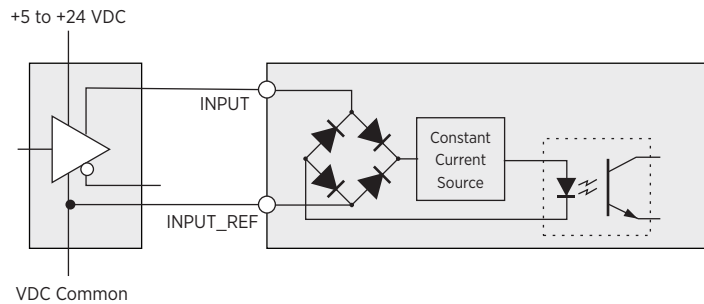 +5 to +24 VDC
INPUT
Constant
Current
Source
INPUT_REF
VDC Common